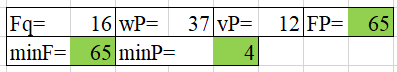 Fq= 16 wP= 37 vP= 12 FP= 65
minF= 65 minP= 4